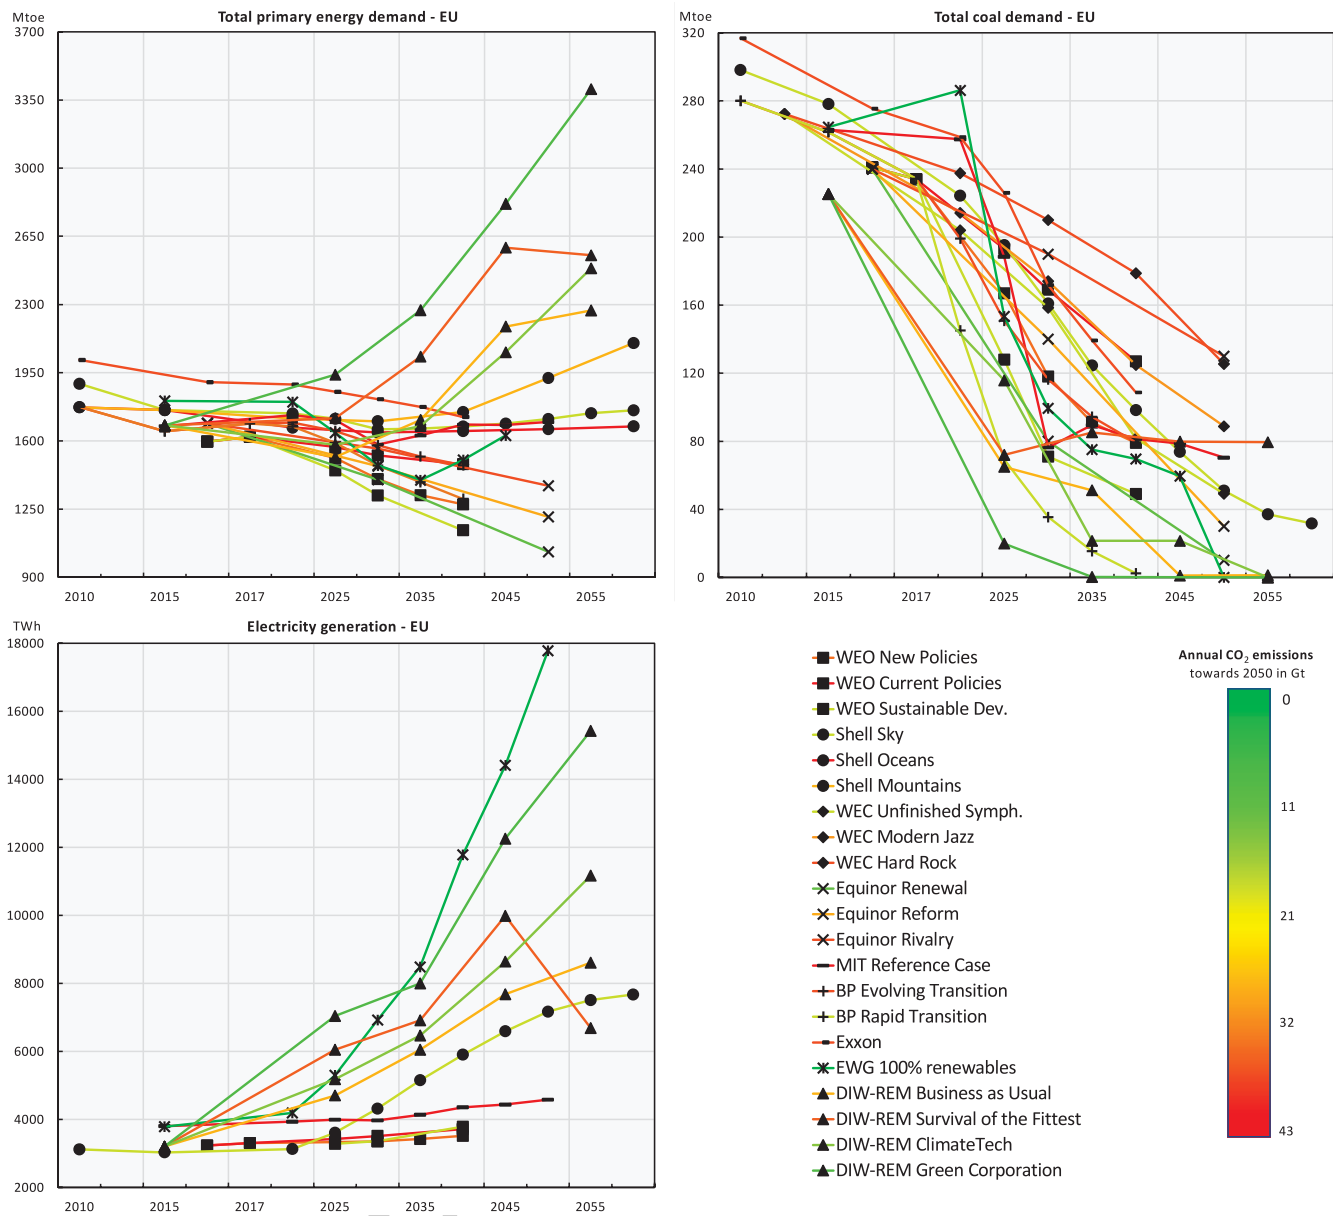 Total primary energy demand - EU
Mtoe
3700
3350
3000
2650
2300
1950
1600
1250
900
2010 2015 2017 2025 2035 2045 2055
Total coal demand - EU
Mtoe
320
280
240
200
160
120
80
40
0
2010 2015 2017 2025 2035 2045 2055
Electricity generation - EU
TWh
18000
16000
14000
12000
10000
8000
6000
4000
2000
2010 2015 2017 2025 2035 2045 2055
WEO New Policies
WEO Current Policies
WEO Sustainable Dev.
Shell Sky
Shell Oceans
Shell Mountains
WEC Unfinished Symph.
WEC Modern Jazz
WEC Hard Rock
Equinor Renewal
Equinor Reform
Equinor Rivalry
MIT Reference Case
BP Evolving Transition
BP Rapid Transition
Exxon
EWG 100% renewables
DIW-REM Business as Usual
DIW-REM Survival of the Fittest
DIW-REM ClimateTech
DIW-REM Green Corporation
Annual CO₂ emissions
towards 2050 in Gt
0
11
21
32
43